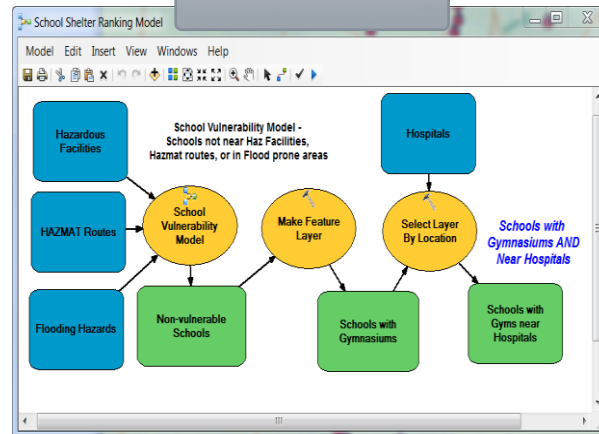 School Shelter Ranking Model
Model Edit Insert View Windows Help
Hazardous
Facilities
School Vulnerability Model -
Schools not near Haz Facilities,
Hazmat routes, or in Flood prone areas
Hospitals
HAZMAT Routes
School
Vulnerability
Model
Make Feature
Layer
Select Layer
By Location
Schools with
Gymnasiums AND
Near Hospitals
Flooding Hazards
Non-vulnerable
Schools
Schools with
Gymnasiums
Schools with
Gyms near
Hospitals